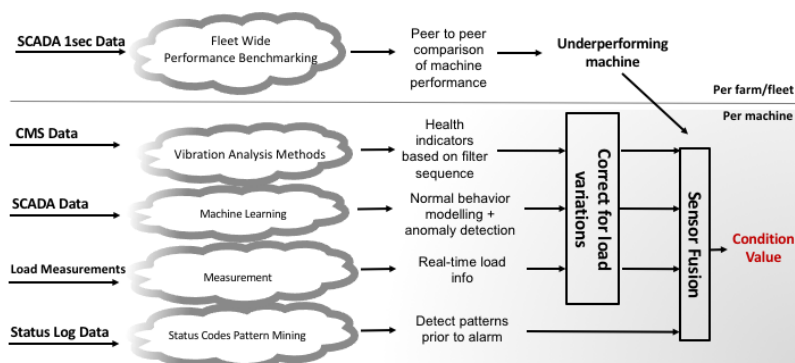 SCADA 1sec Data
Fleet Wide
Performance Benchmarking
Peer to peer
comparison
of machine
performance
Underperforming
machine
Per farm/fleet
Per machine
CMS Data
Vibration Analysis Methods
Health
indicators
based on filter
sequence
SCADA Data
Machine Learning
Normal behavior
modelling +
anomaly detection
Load Measurements
Measurement
Real-time load
info
Status Log Data
Status Codes Pattern Mining
Detect patterns
prior to alarm
Correct for load
variations
Sensor Fusion
Condition
Value